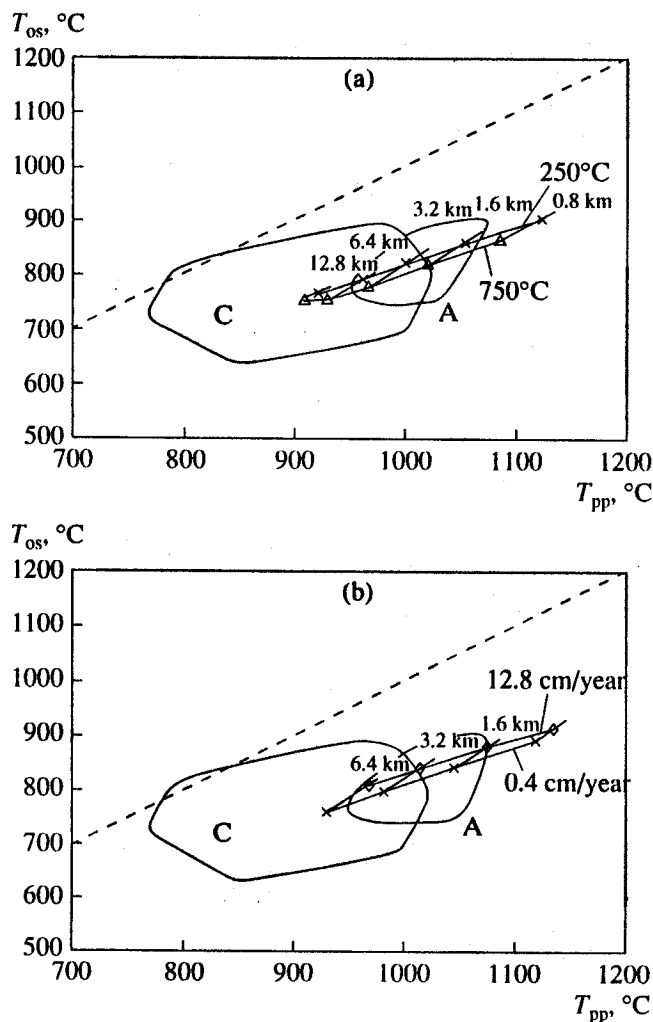 T_os, °C
1200
(a)
1100
1000
250°C
900
3.2 km
1.6 km
0.8 km
6.4 km
800
12.8 km
750°C
C
A
700
600
500
700
800
900
1000
1100
1200
T_pp, °C
T_os, °C
1200
(b)
1100
1000
12.8 cm/year
900
1.6 km
3.2 km
6.4 km
800
0.4 cm/year
C
A
700
600
500
700
800
900
1000
1100
1200
T_pp, °C